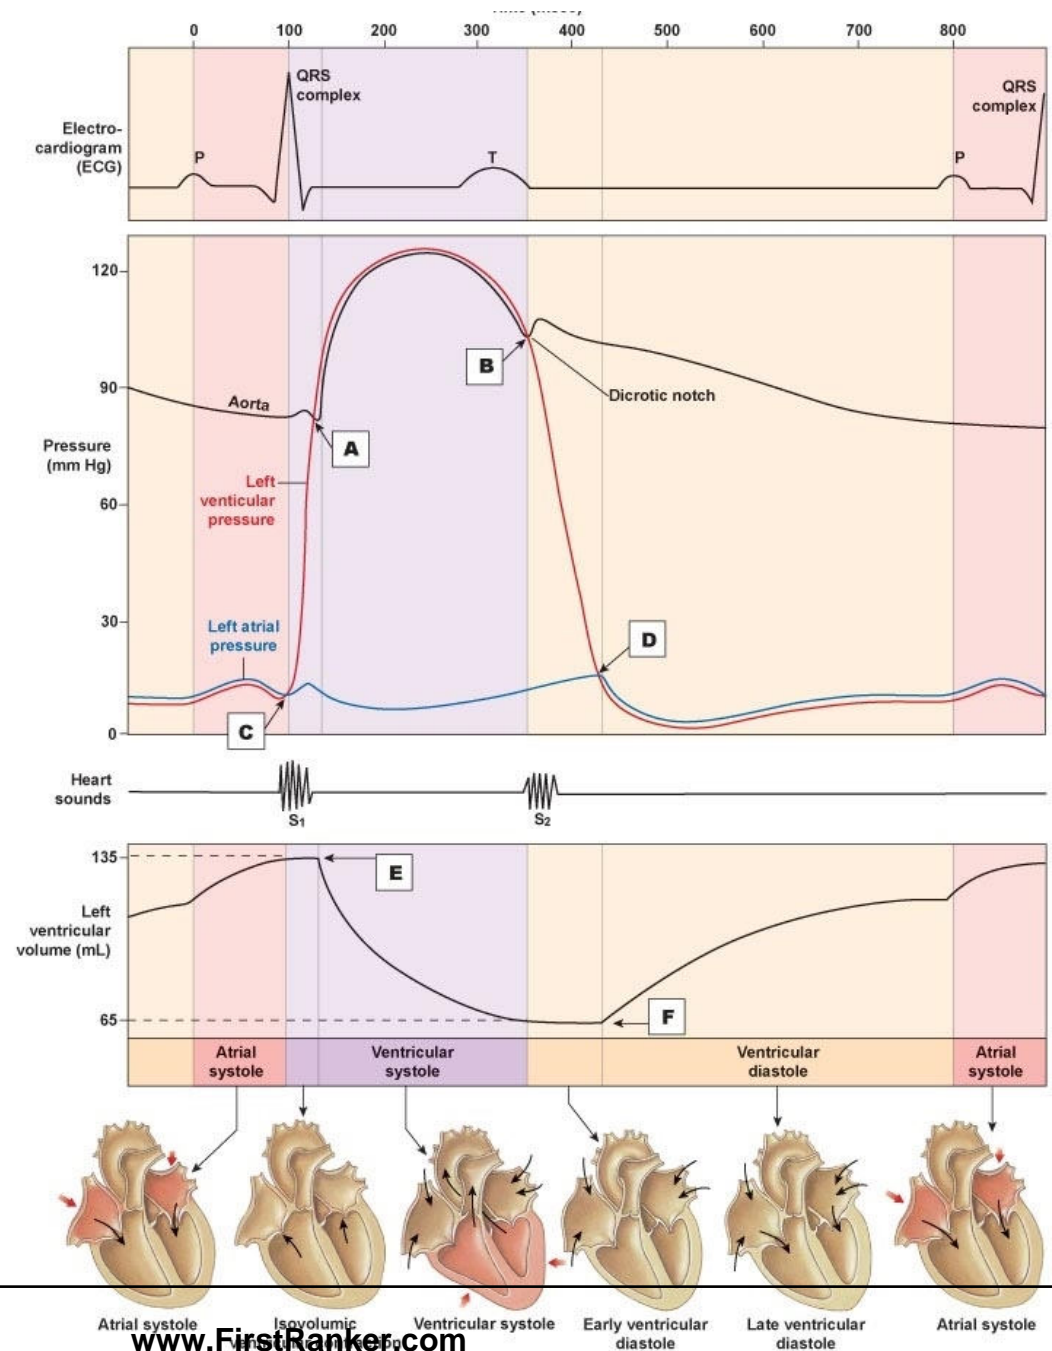 0 100 200 300 400 500 600 700 800
QRS
complex
QRS
complex
Electro-
cardiogram
(ECG)
P
T
P
120
B
Dicrotic notch
90
Aorta
A
Pressure
(mm Hg)
Left
venticular
pressure
60
30
Left atrial
pressure
D
C
0
Heart
sounds
S1
S2
135
E
Left
ventricular
volume (mL)
65
F
Atrial
systole
Ventricular
systole
Ventricular
diastole
Atrial
systole
Atrial systole
Isovolumic
Ventricular systole
Early ventricular
diastole
Late ventricular
diastole
Atrial systole
www.FirstRanker.com